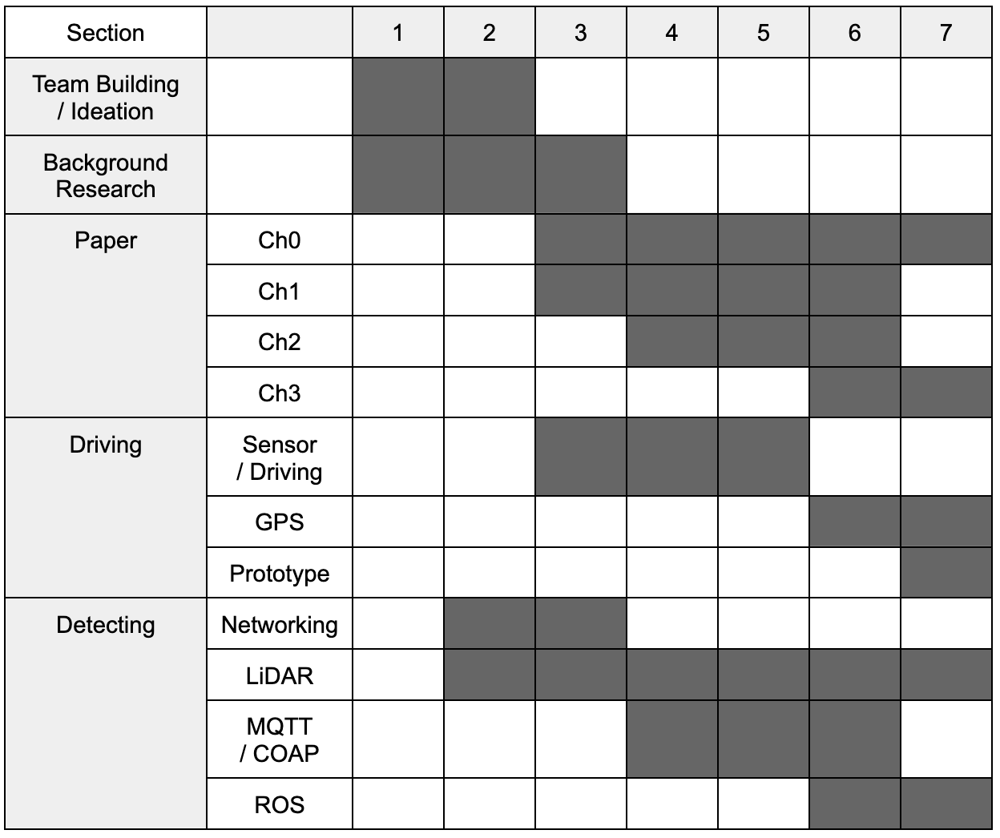 Section 1 2 3 4 5 6 7
Team Building
/ Ideation
Background
Research
Paper Ch0
Ch1
Ch2
Ch3
Driving Sensor
/ Driving
GPS
Prototype
Detecting Networking
LiDAR
MQTT
/ COAP
ROS